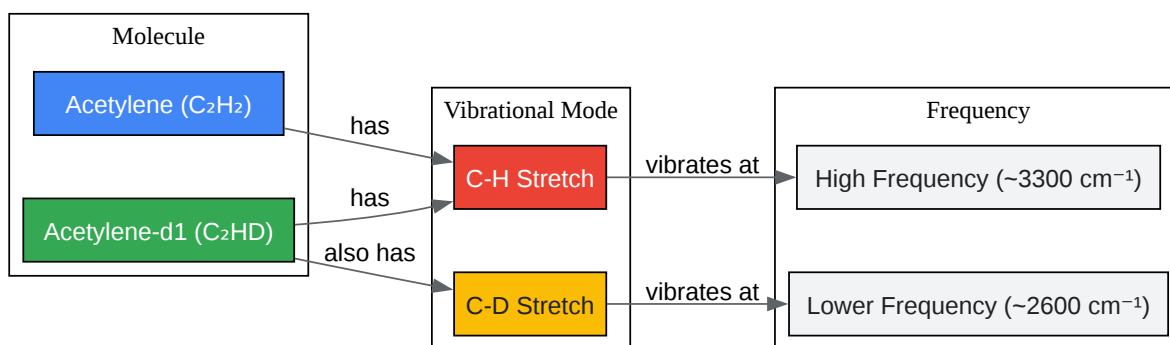 Molecule
Acetylene (C₂H₂)
Acetylene-d1 (C₂HD)
has
has
also has
Vibrational Mode
C-H Stretch
C-D Stretch
vibrates at
vibrates at
Frequency
High Frequency (~3300 cm⁻¹)
Lower Frequency (~2600 cm⁻¹)